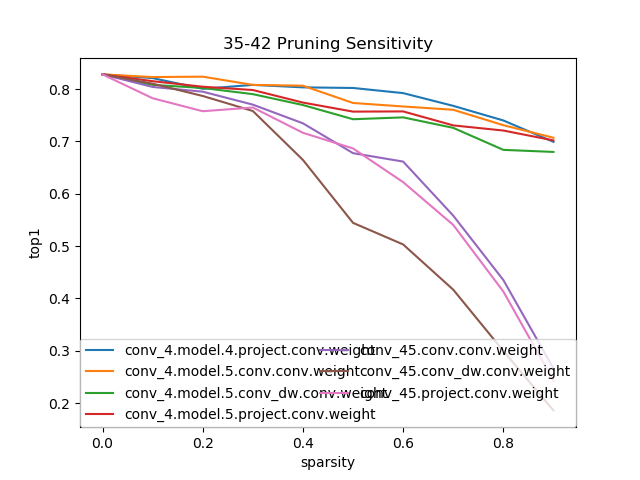 35-42 Pruning Sensitivity
top1
0.8
0.7
0.6
0.5
0.4
0.3
0.2
conv_4.model.4.project.conv.weight
conv_4.model.5.conv.conv.weight
conv_4.model.5.conv_dw.conv.weight
conv_4.model.5.project.conv.weight
conv_45.conv.conv.weight
conv_45.conv_dw.conv.weight
conv_45.project.conv.weight
0.0 0.2 0.4 0.6 0.8
sparsity